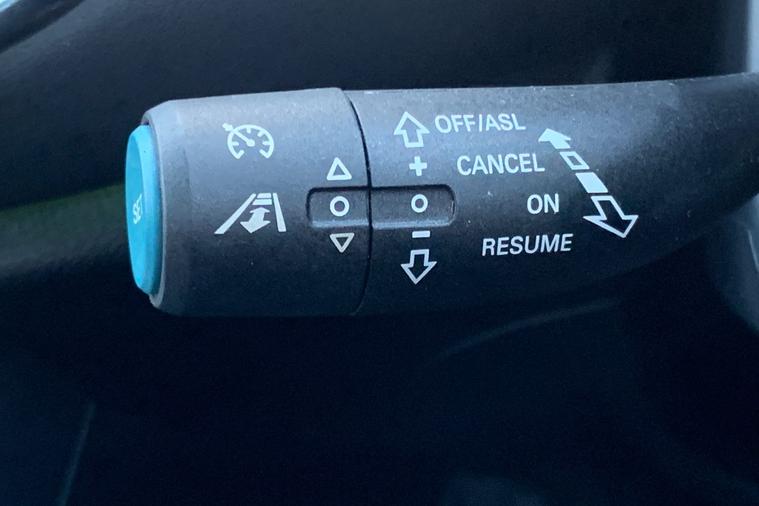 SET
OFF/ASL
+ CANCEL
ON
- RESUME